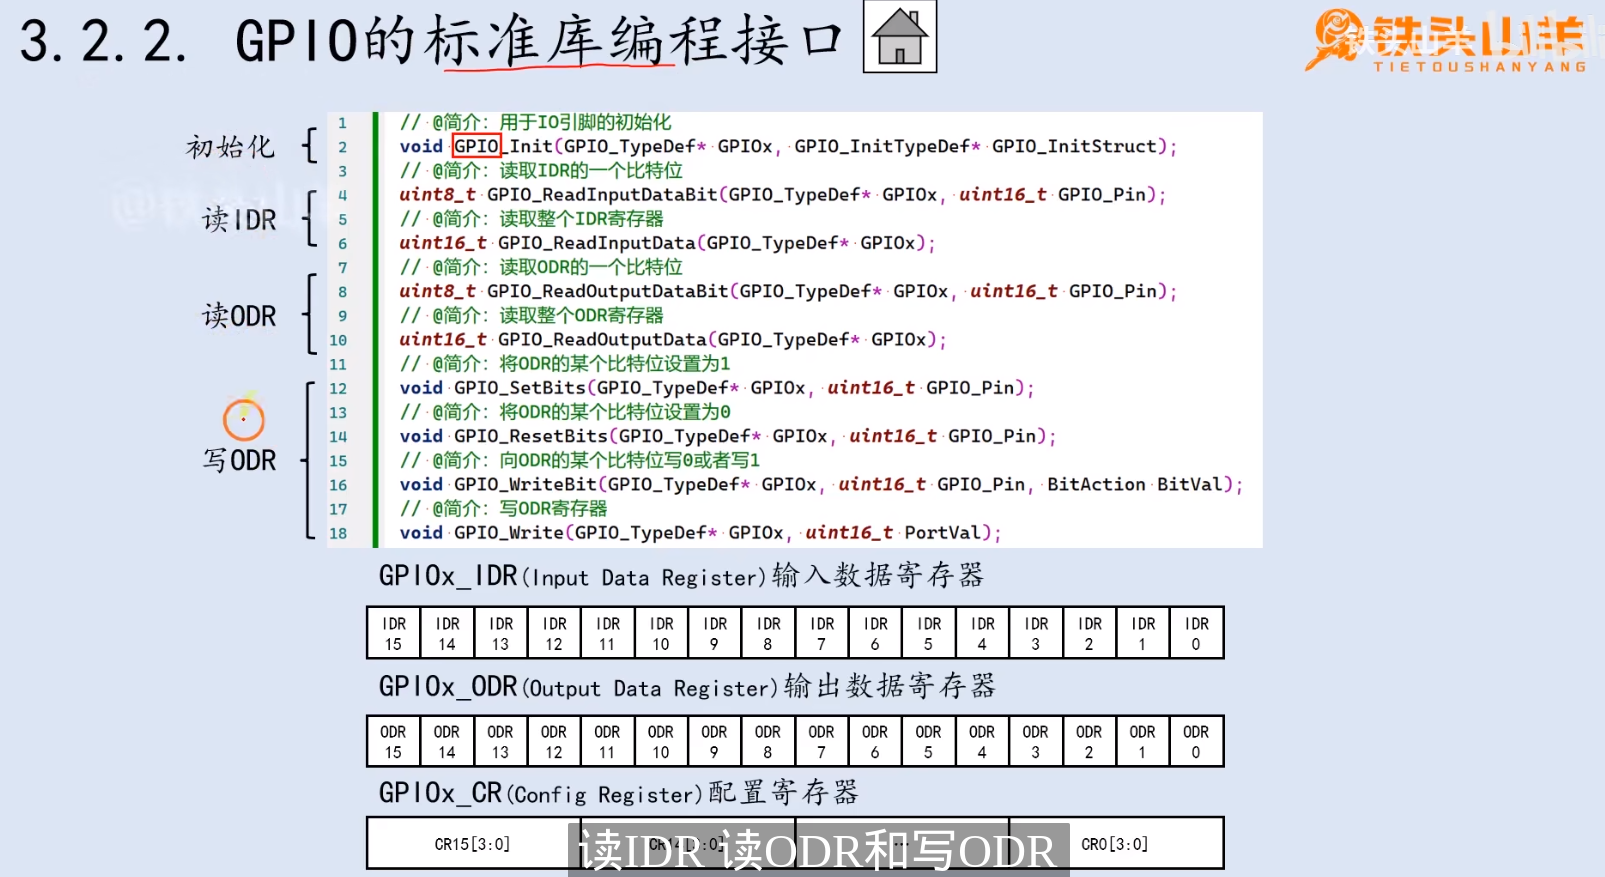 3.2.2. GPIO的标准库编程接口
铁头山羊
TIETOUSHANYANG
初始化
读IDR
读ODR
写ODR
1 // @简介: 用于IO引脚的初始化
2 void GPIO_Init(GPIO_TypeDef* GPIOx, GPIO_InitTypeDef* GPIO_InitStruct);
3 // @简介: 读取IDR的一个比特位
4 uint8_t GPIO_ReadInputDataBit(GPIO_TypeDef* GPIOx, uint16_t GPIO_Pin);
5 // @简介: 读取整个IDR寄存器
6 uint16_t GPIO_ReadInputData(GPIO_TypeDef* GPIOx);
7 // @简介: 读取ODR的一个比特位
8 uint8_t GPIO_ReadOutputDataBit(GPIO_TypeDef* GPIOx, uint16_t GPIO_Pin);
9 // @简介: 读取整个ODR寄存器
10 uint16_t GPIO_ReadOutputData(GPIO_TypeDef* GPIOx);
11 // @简介: 将ODR的某个比特位设置为1
12 void GPIO_SetBits(GPIO_TypeDef* GPIOx, uint16_t GPIO_Pin);
13 // @简介: 将ODR的某个比特位设置为0
14 void GPIO_ResetBits(GPIO_TypeDef* GPIOx, uint16_t GPIO_Pin);
15 // @简介: 向ODR的某个比特位写0或者写1
16 void GPIO_WriteBit(GPIO_TypeDef* GPIOx, uint16_t GPIO_Pin, BitAction BitVal);
17 // @简介: 写ODR寄存器
18 void GPIO_Write(GPIO_TypeDef* GPIOx, uint16_t PortVal);
GPIOx_IDR(Input Data Register)输入数据寄存器
IDR 15 IDR 14 IDR 13 IDR 12 IDR 11 IDR 10 IDR 9 IDR 8 IDR 7 IDR 6 IDR 5 IDR 4 IDR 3 IDR 2 IDR 1 IDR 0
GPIOx_ODR(Output Data Register)输出数据寄存器
ODR 15 ODR 14 ODR 13 ODR 12 ODR 11 ODR 10 ODR 9 ODR 8 ODR 7 ODR 6 ODR 5 ODR 4 ODR 3 ODR 2 ODR 1 ODR 0
GPIOx_CR(Config Register)配置寄存器
CR15[3:0] CR14[3:0] ... CR0[3:0]
读IDR 读ODR和写ODR